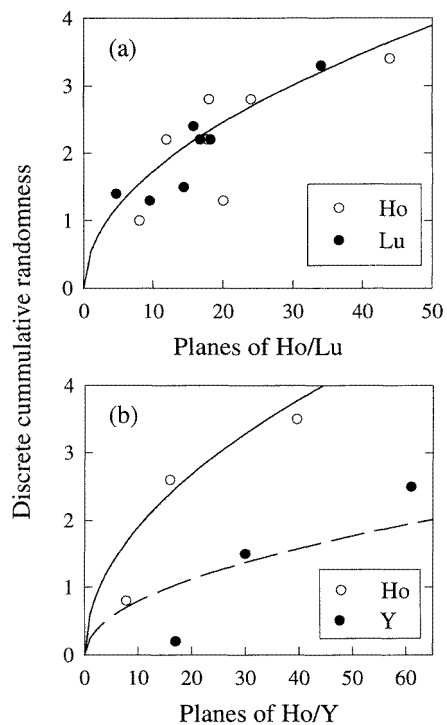 Discrete cummulative randomness
4
3
2
1
0
(a)
Ho
Lu
0 10 20 30 40 50
Planes of Ho/Lu
4
3
2
1
0
(b)
Ho
Y
0 10 20 30 40 50 60
Planes of Ho/Y